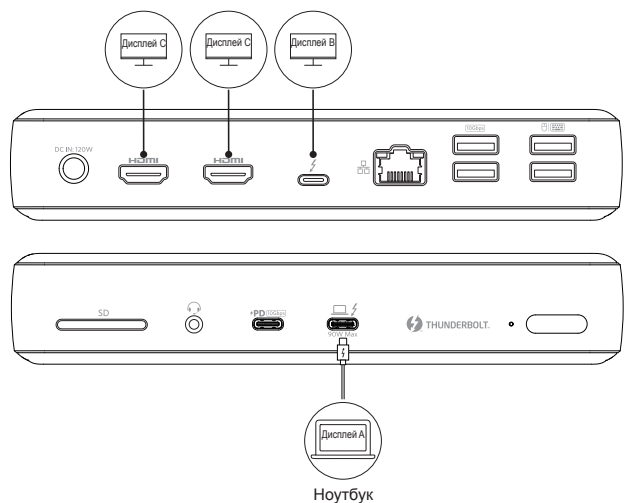 Дисплей C
Дисплей C
Дисплей B
DC IN: 120W
HDMI
HDMI
10Gbps
SD
+PD 10Gbps
90W Max
THUNDERBOLT.
Дисплей A
Ноутбук